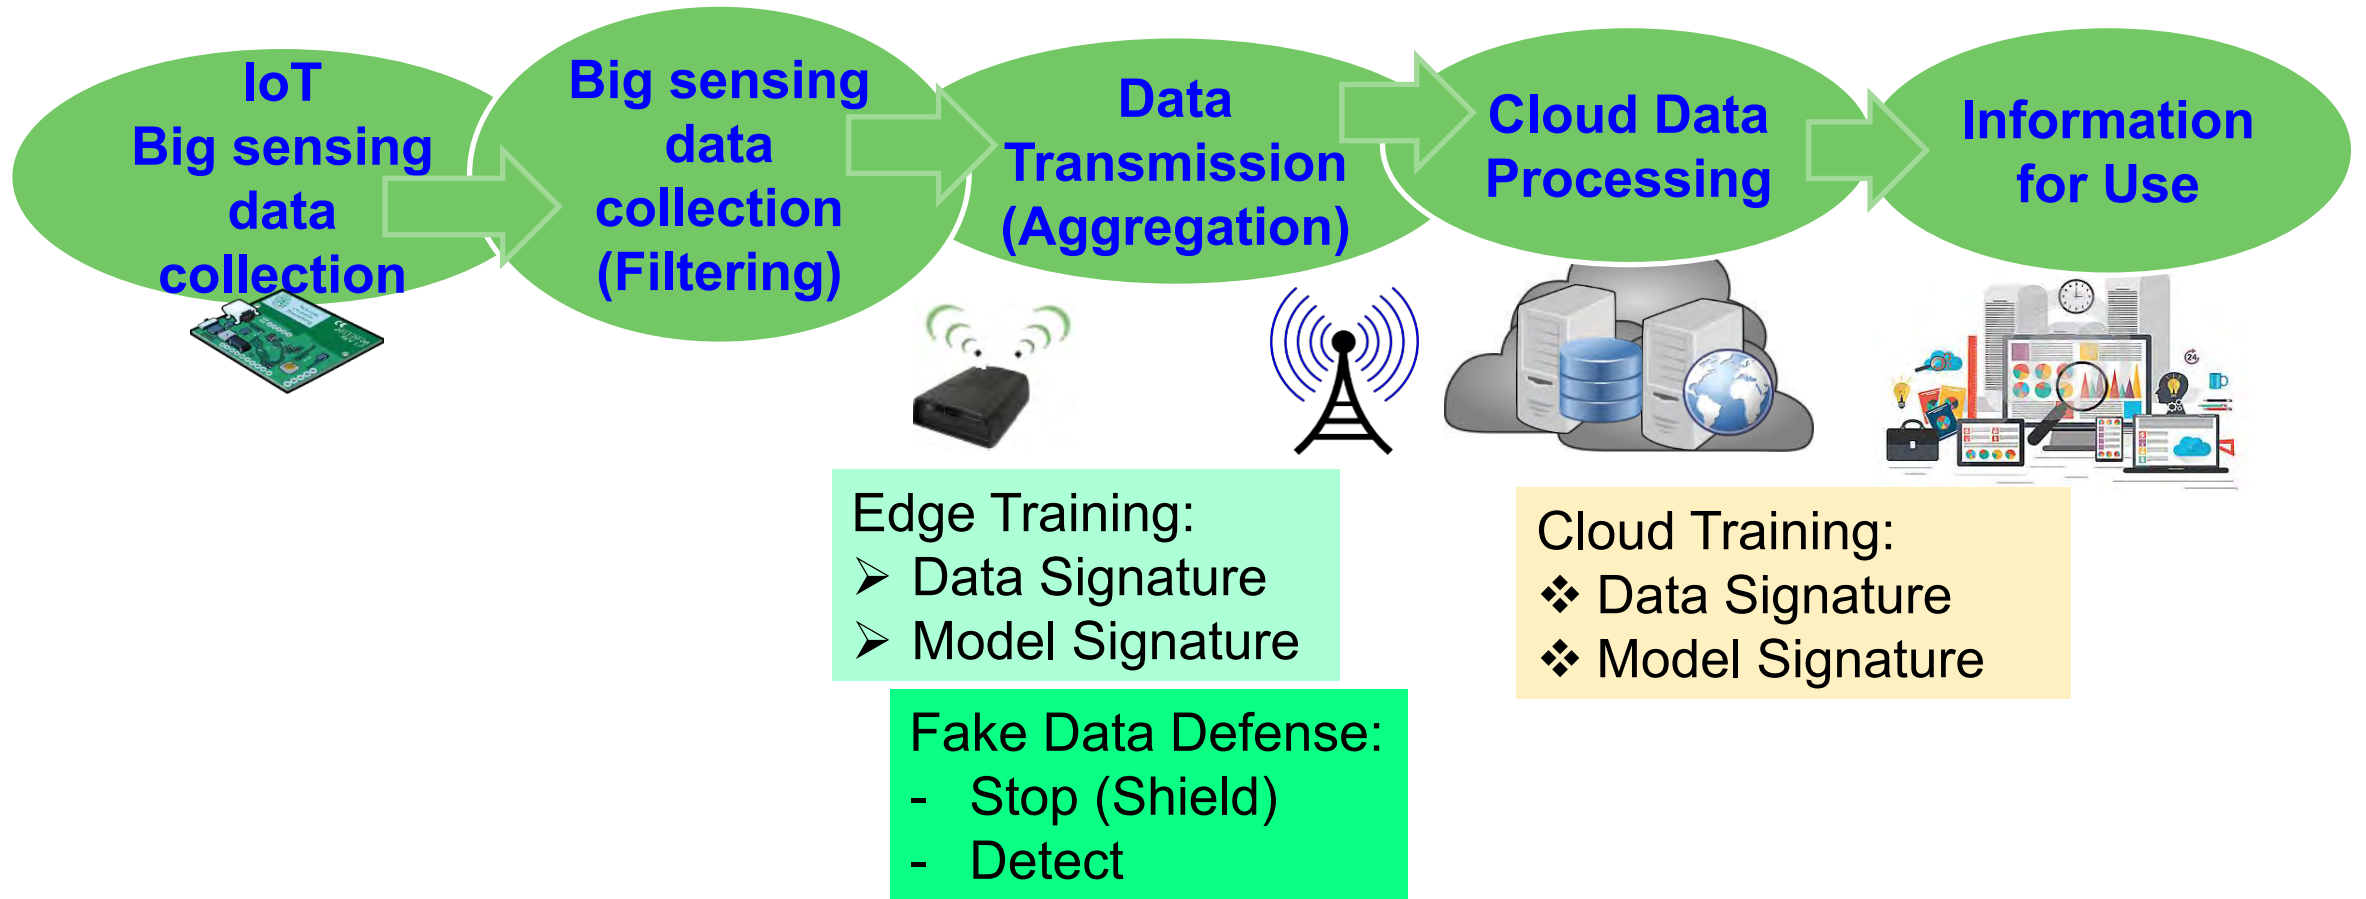 IoT
Big sensing
data
collection
Big sensing
data
collection
(Filtering)
Data
Transmission
(Aggregation)
Cloud Data
Processing
Information
for Use
Edge Training:
➢ Data Signature
➢ Model Signature
Fake Data Defense:
- Stop (Shield)
- Detect
Cloud Training:
❖ Data Signature
❖ Model Signature
24